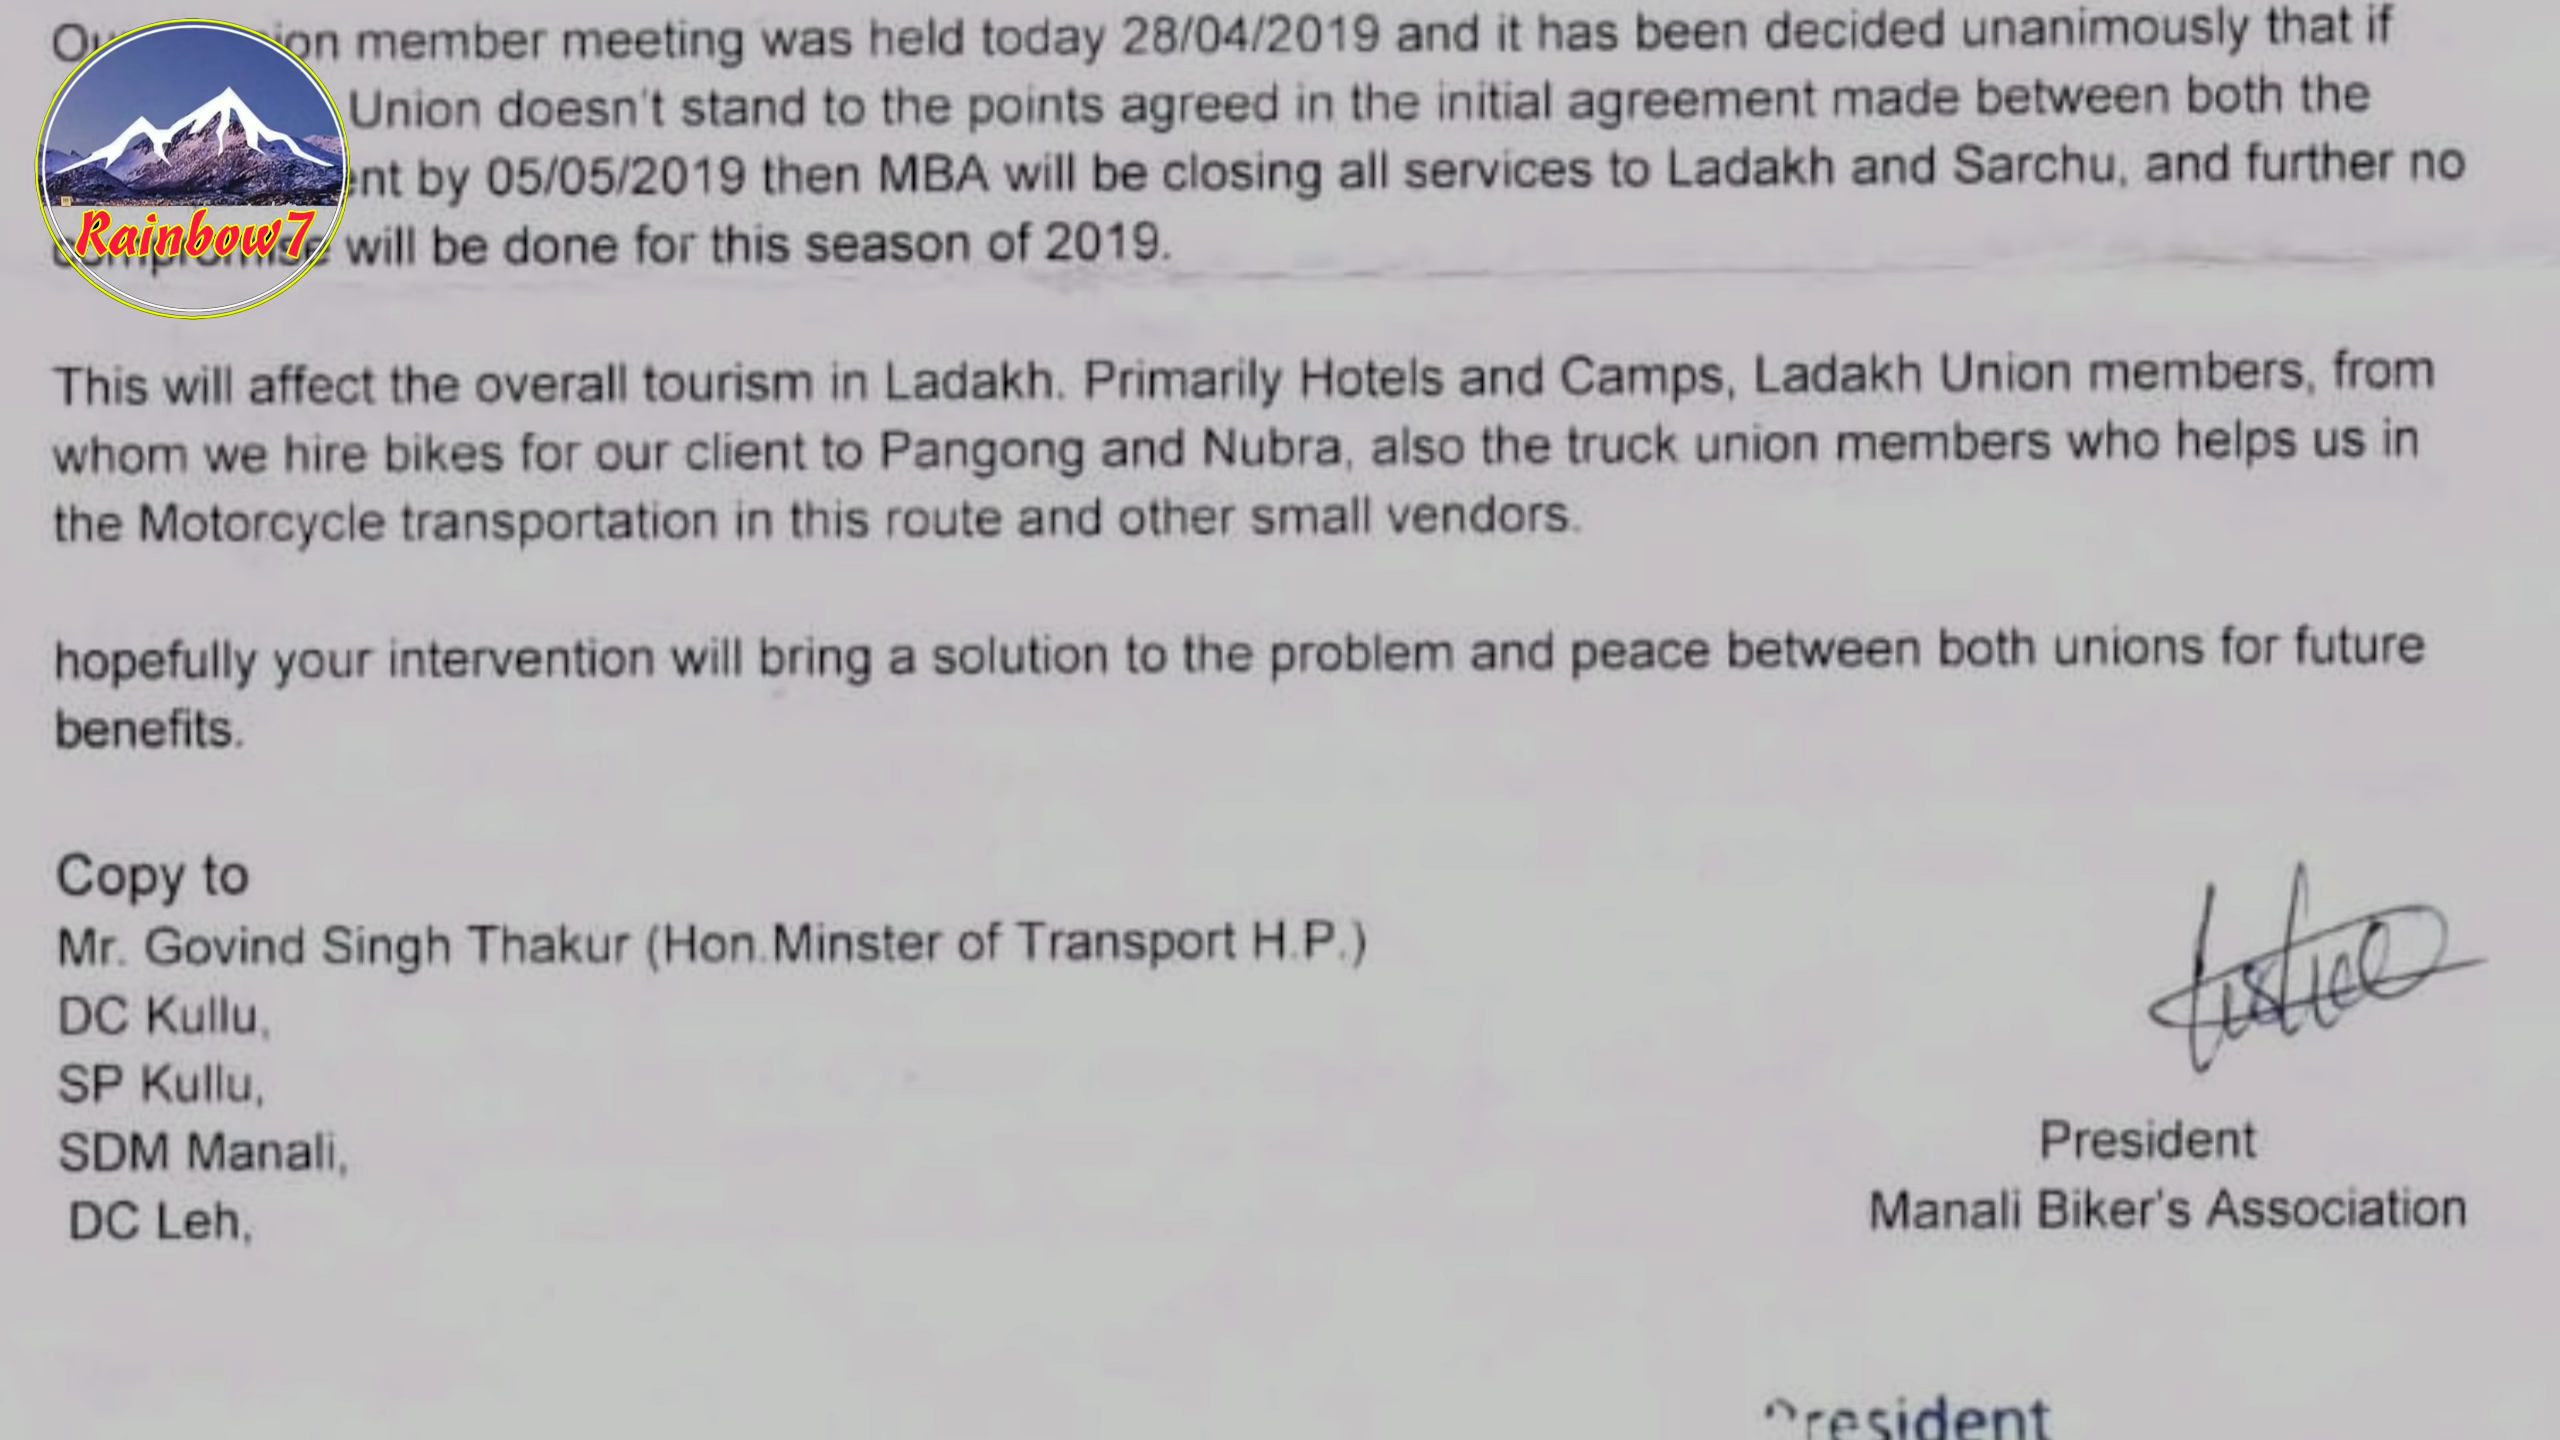 member meeting was held today 28/04/2019 and it has been decided unanimously that if
Union doesn't stand to the points agreed in the initial agreement made between both the
by 05/05/2019 then MBA will be closing all services to Ladakh and Sarchu, and further no
Rainbow7
compromise will be done for this season of 2019.
This will affect the overall tourism in Ladakh. Primarily Hotels and Camps, Ladakh Union members, from
whom we hire bikes for our client to Pangong and Nubra, also the truck union members who helps us in
the Motorcycle transportation in this route and other small vendors.
hopefully your intervention will bring a solution to the problem and peace between both unions for future
benefits.
Copy to
Mr. Govind Singh Thakur (Hon.Minster of Transport H.P.)
DC Kullu,
SP Kullu,
SDM Manali,
DC Leh,
President
Manali Biker's Association
President